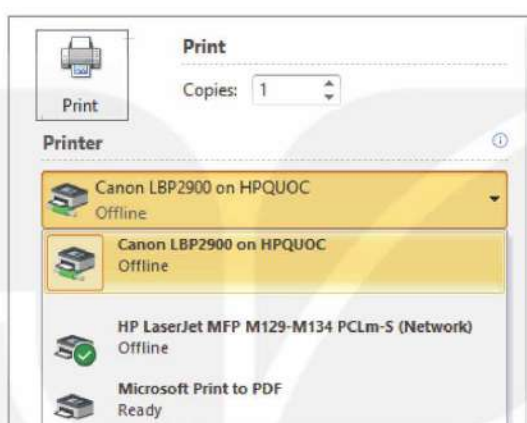 Print
Print
Copies: 1
Printer
Canon LBP2900 on HPQUOC
Offline
Canon LBP2900 on HPQUOC
Offline
HP LaserJet MFP M129-M134 PCLm-S (Network)
Offline
Microsoft Print to PDF
Ready